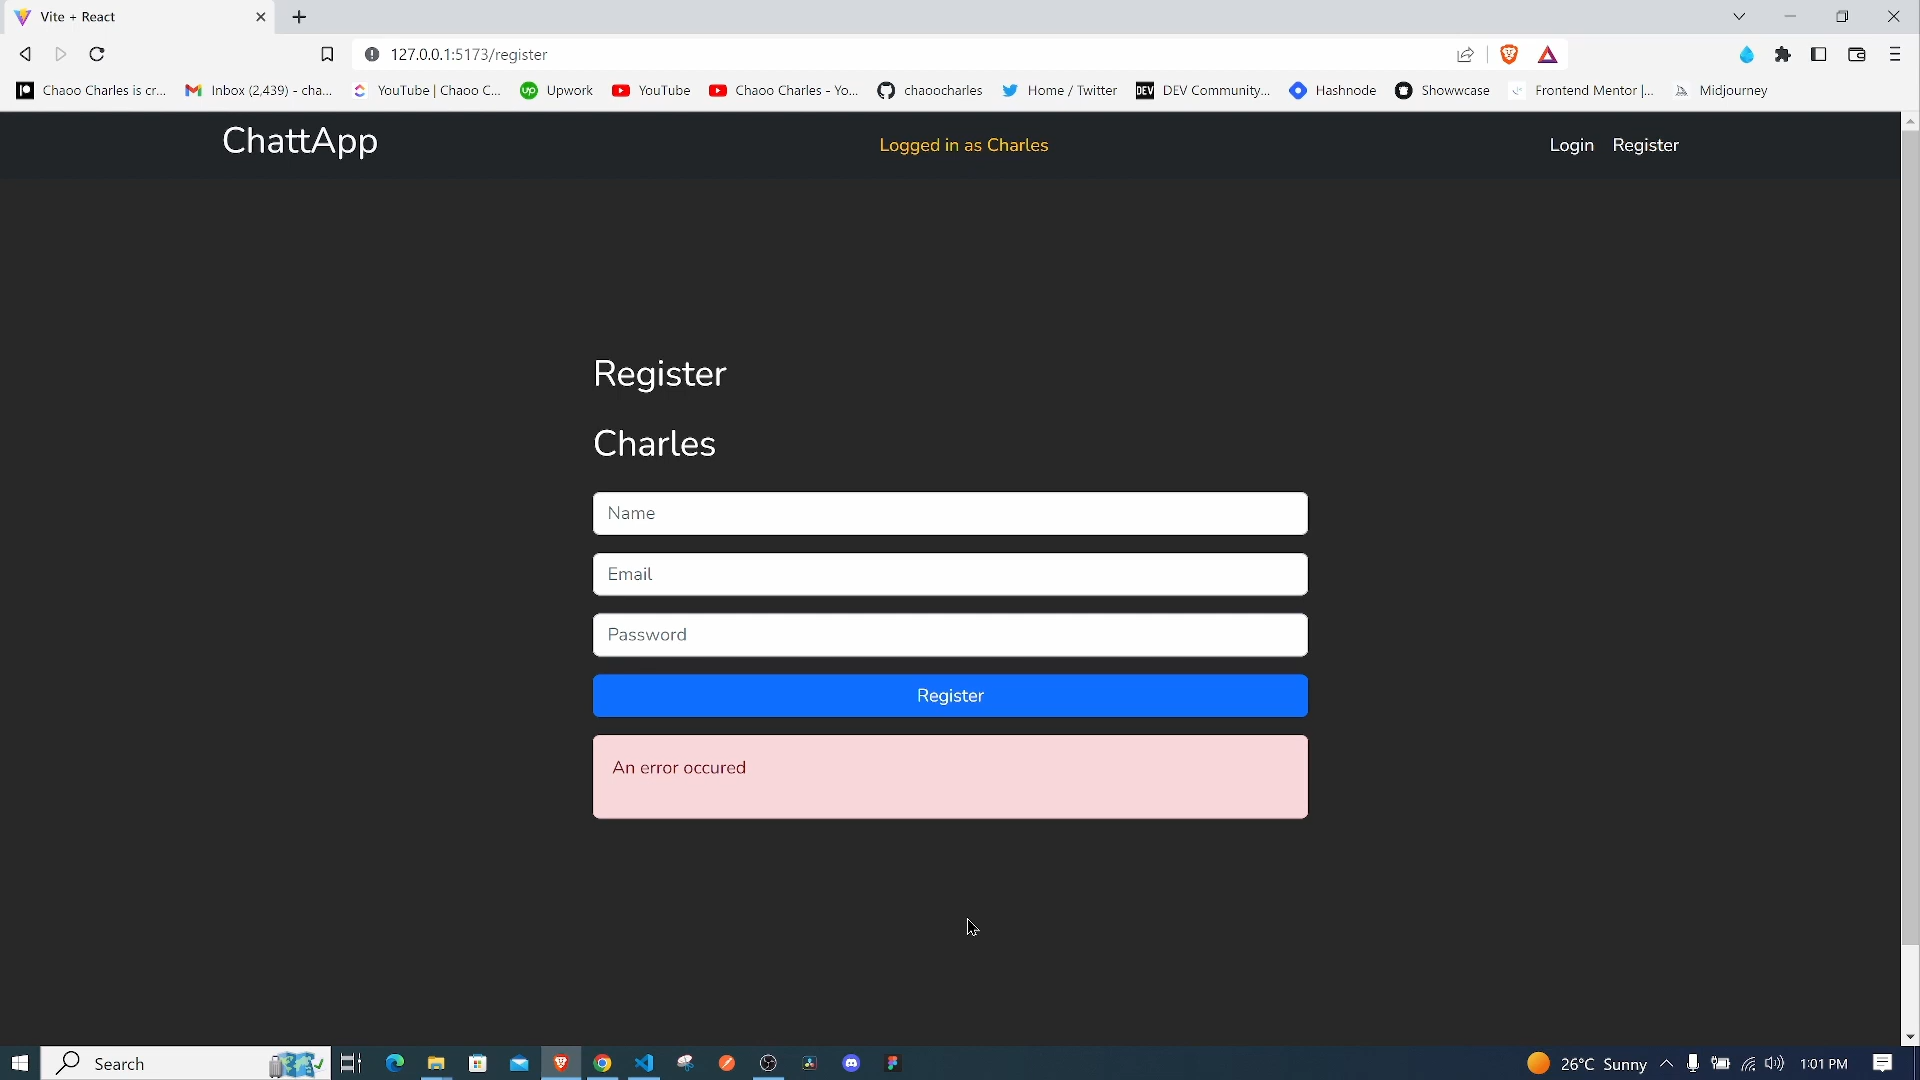 Vite + React
127.0.0.1:5173/register
Chaoo Charles is cr...
Inbox (2,439) - cha...
YouTube | Chaoo C...
Upwork
YouTube
Chaoo Charles - Yo...
chaoocharles
Home / Twitter
DEV Community...
Hashnode
Showwcase
Frontend Mentor |...
Midjourney
ChattApp
Logged in as Charles
Login
Register
Register
Charles
Name
Email
Password
Register
An error occured
Search
26°C Sunny
1:01 PM